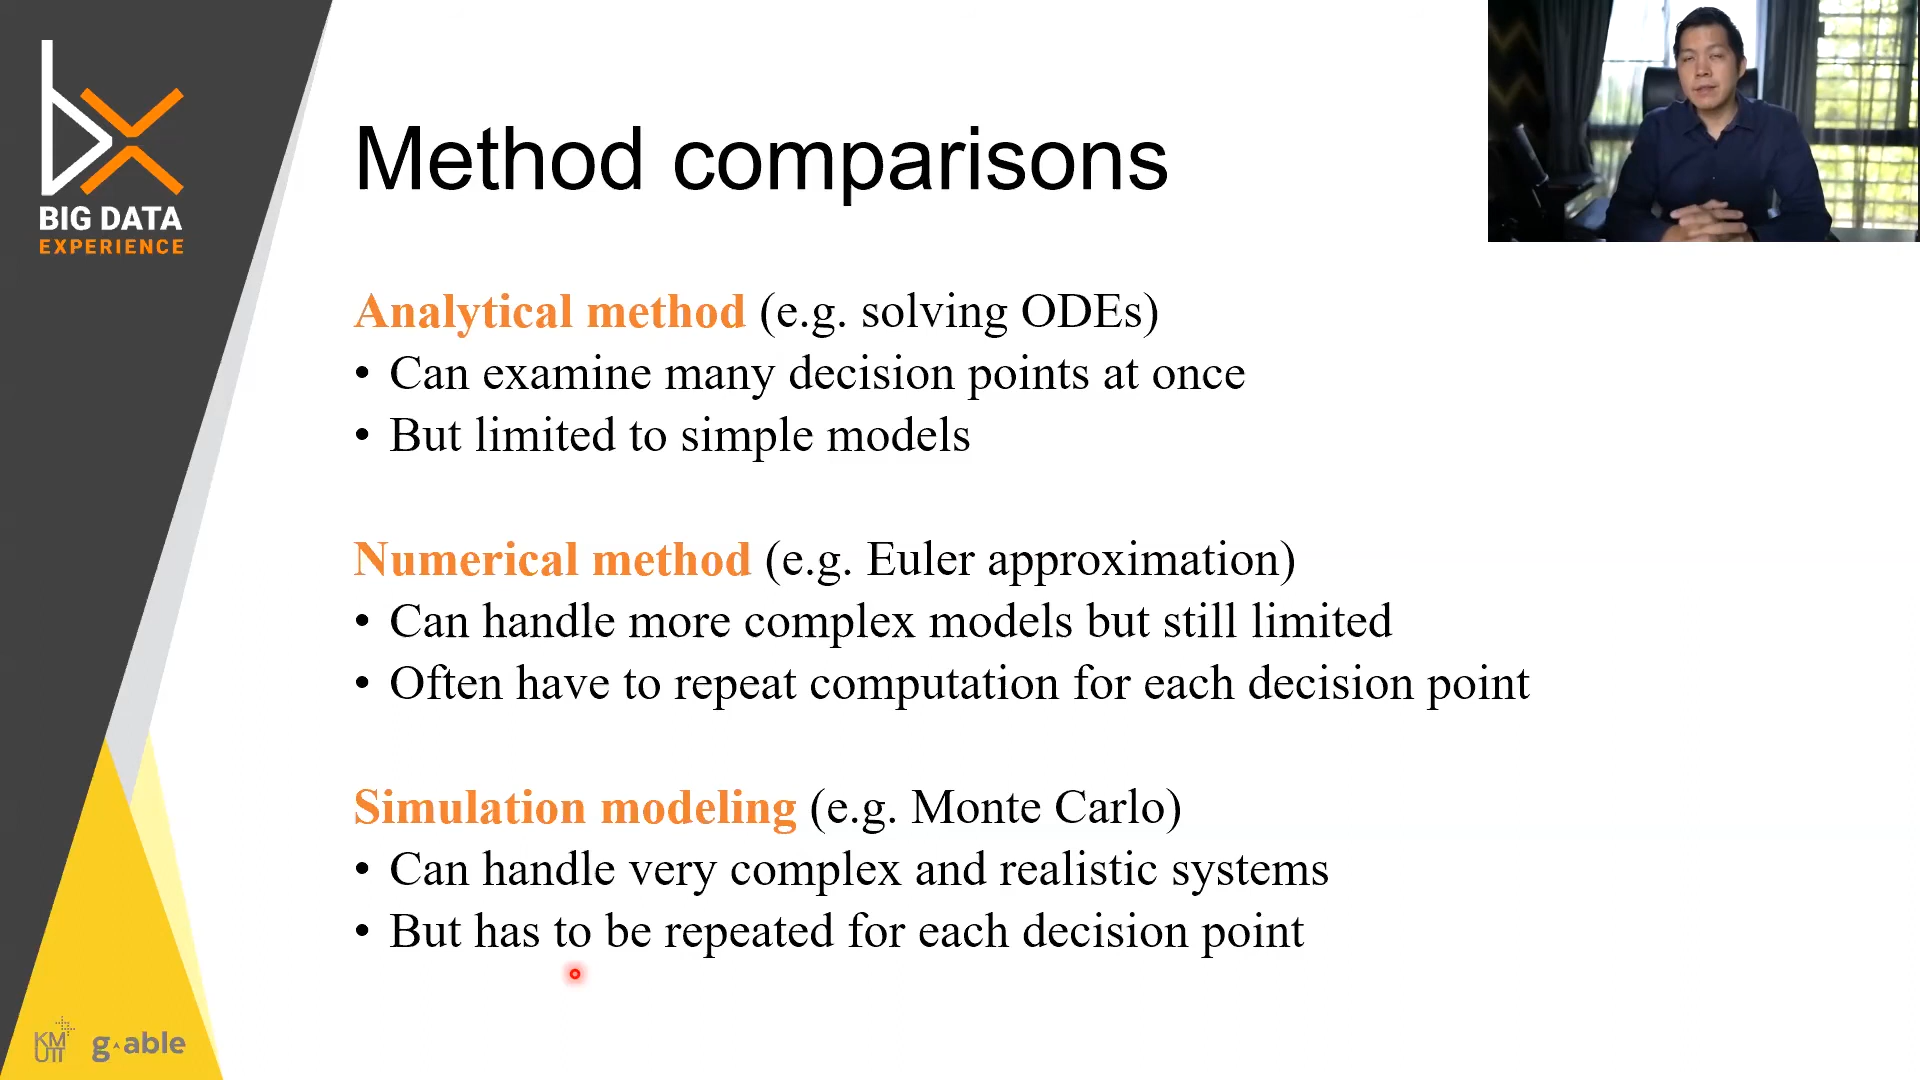 BIG DATA
EXPERIENCE
Method comparisons
Analytical method (e.g. solving ODEs)
• Can examine many decision points at once
• But limited to simple models
Numerical method (e.g. Euler approximation)
• Can handle more complex models but still limited
• Often have to repeat computation for each decision point
Simulation modeling (e.g. Monte Carlo)
• Can handle very complex and realistic systems
• But has to be repeated for each decision point
KM
UTT
g able